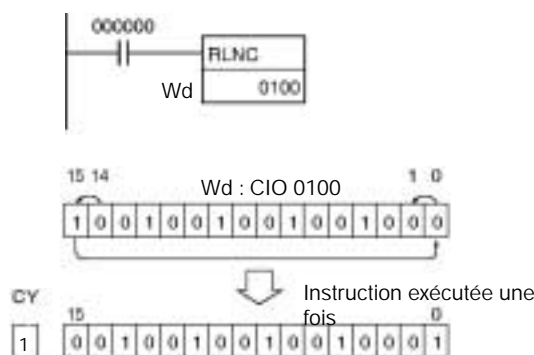 000000
RLNC
Wd 0100
15 14 Wd : CIO 0100 1 0
1 0 0 1 0 0 1 0 0 1 0 0 1 0 0 0
Instruction exécutée une
fois
CY 15 0
1 0 0 1 0 0 1 0 0 1 0 0 1 0 0 0 1